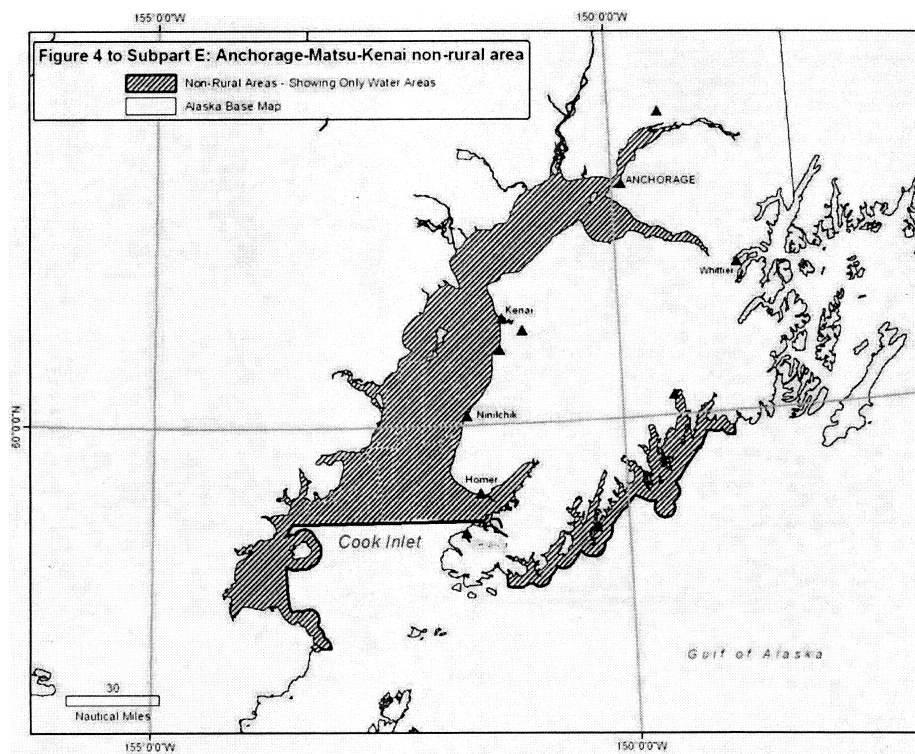 155°0'0"W
150°0'0"W
Figure 4 to Subpart E: Anchorage-Matsu-Kenai non-rural area
Non-Rural Areas - Showing Only Water Areas
Alaska Base Map
ANCHORAGE
Whittier
Kenai
60°0'0"N
Ninilchik
Homer
Cook Inlet
Gulf of Alaska
30
Nautical Miles
155°0'0"W
150°0'0"W